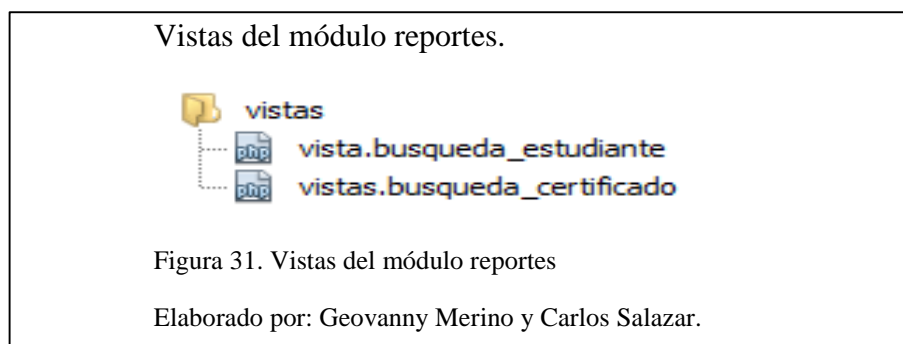 Vistas del módulo reportes.
vistas
php vista.busqueda_estudiante
php vistas.busqueda_certificado
Figura 31. Vistas del módulo reportes
Elaborado por: Geovanny Merino y Carlos Salazar.